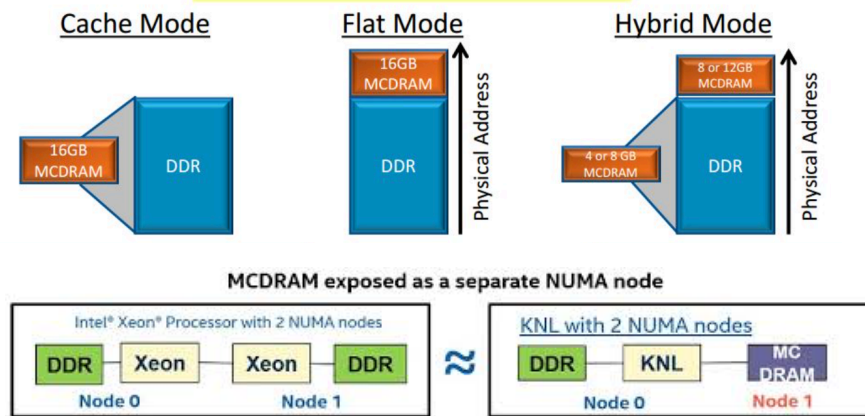 Cache Mode
Flat Mode
Hybrid Mode
16GB
MCDRAM
DDR
16GB
MCDRAM
DDR
Physical Address
8 or 12GB
MCDRAM
4 or 8 GB
MCDRAM
DDR
Physical Address
MCDRAM exposed as a separate NUMA node
Intel® Xeon® Processor with 2 NUMA nodes
DDR
Xeon
Xeon
DDR
Node 0
Node 1
≈
KNL with 2 NUMA nodes
DDR
KNL
MC
DRAM
Node 0
Node 1